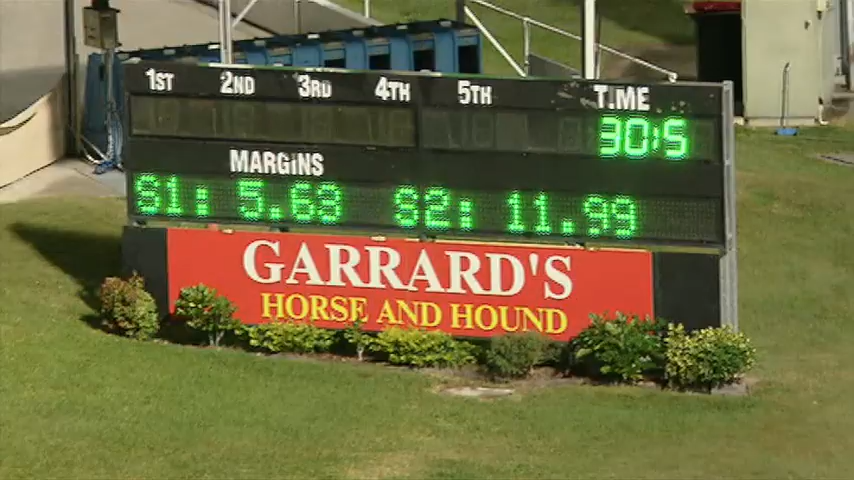 1ST 2ND 3RD 4TH 5TH TIME
30:5
MARGINS
S1: 5.63 S2: 11.99
GARRARD'S
HORSE AND HOUND